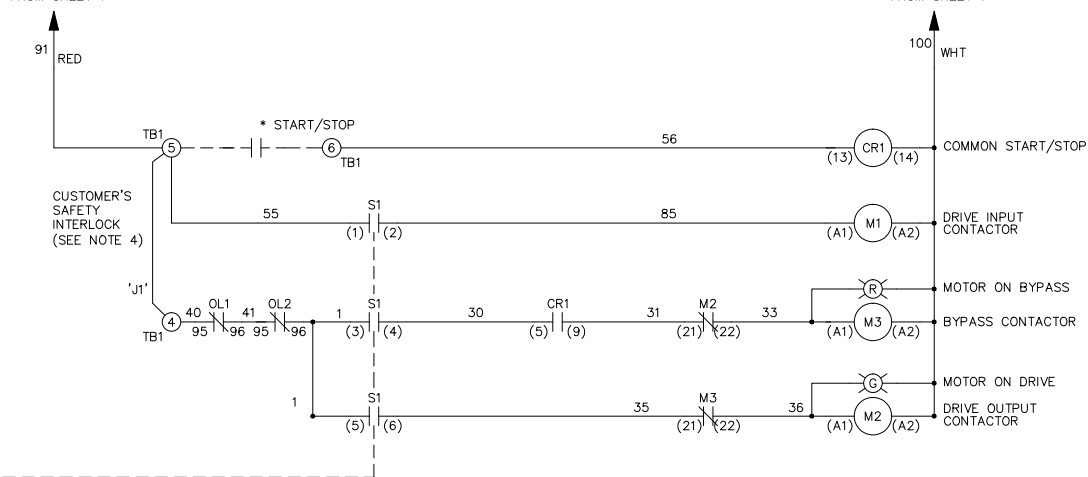 91
RED
100
WHT
TB1
5
* START/STOP
6
TB1
56
(13)
CR1
(14)
COMMON START/STOP
CUSTOMER'S
SAFETY
INTERLOCK
(SEE NOTE 4)
55
S1
(1)
(2)
85
(A1)
M1
(A2)
DRIVE INPUT
CONTACTOR
'J1'
R
MOTOR ON BYPASS
4
TB1
40
OL1
95
96
41
OL2
95
96
1
S1
(3)
(4)
30
CR1
(5)
(9)
31
M2
(21)
(22)
33
(A1)
M3
(A2)
BYPASS CONTACTOR
G
MOTOR ON DRIVE
1
S1
(5)
(6)
35
M3
(21)
(22)
36
(A1)
M2
(A2)
DRIVE OUTPUT
CONTACTOR